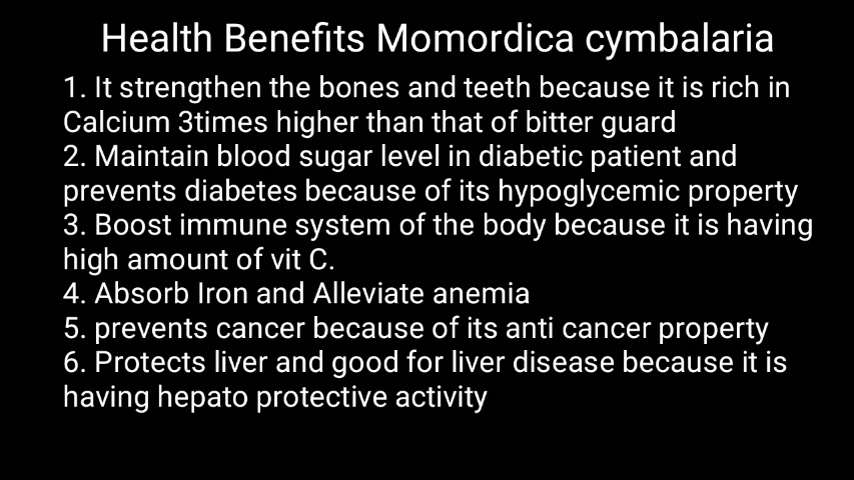 Health Benefits Momordica cymbalaria
1. It strengthen the bones and teeth because it is rich in
Calcium 3times higher than that of bitter guard
2. Maintain blood sugar level in diabetic patient and
prevents diabetes because of its hypoglycemic property
3. Boost immune system of the body because it is having
high amount of vit C.
4. Absorb Iron and Alleviate anemia
5. prevents cancer because of its anti cancer property
6. Protects liver and good for liver disease because it is
having hepato protective activity